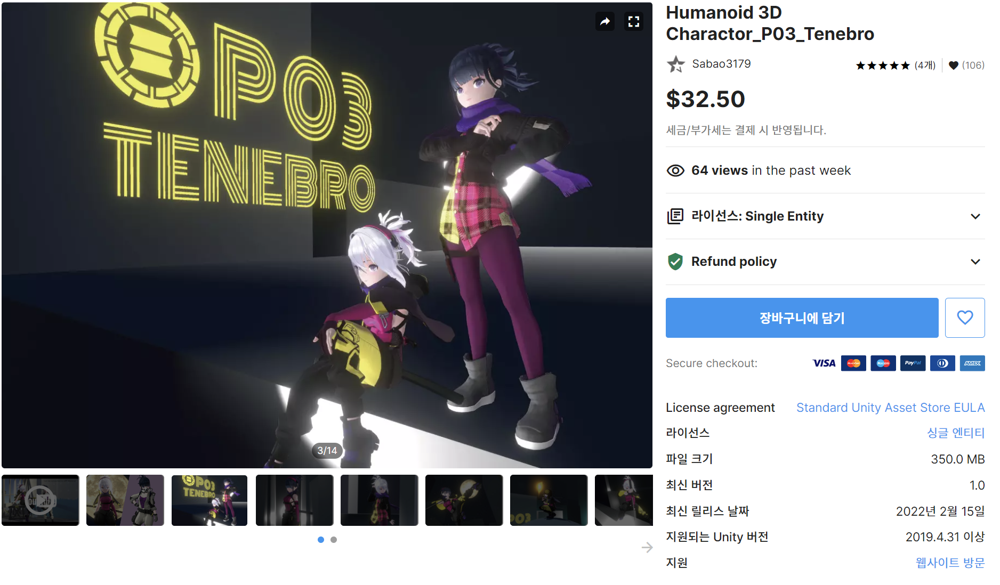 P03
TENEBRO
3/14
P03
TENEBRO
Humanoid 3D
Charactor_P03_Tenebro
Sabao3179
(4개)
(106)
$32.50
세금/부가세는 결제 시 반영됩니다.
64 views in the past week
라이선스: Single Entity
Refund policy
장바구니에 담기
Secure checkout:
VISA
MasterCard
Maestro
PayPal
AMEX
License agreement Standard Unity Asset Store EULA
라이선스 싱글 엔티티
파일 크기 350.0 MB
최신 버전 1.0
최신 릴리스 날짜 2022년 2월 15일
지원되는 Unity 버전 2019.4.31 이상
지원 웹사이트 방문